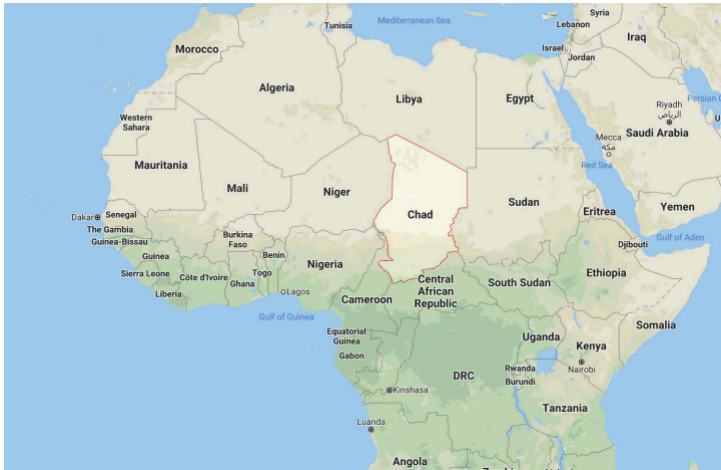 Mediterranean Sea
Syria
Tunisia
Lebanon
Iraq
Morocco
Israel
Jordan
Algeria
Libya
Egypt
Persian G
Western
Sahara
Riyadh
الرياض
Mecca
مكة
Saudi Arabia
U
Mauritania
Red Sea
Mali
Niger
Chad
Sudan
Eritrea
Yemen
Dakar
Senegal
The Gambia
Guinea-Bissau
Burkina
Faso
Gulf of Aden
Djibouti
Guinea
Benin
Nigeria
Ethiopia
Sierra Leone
Côte d'Ivoire
Togo
Ghana
Liberia
Lagos
Central
African
Republic
South Sudan
Cameroon
Gulf of Guinea
Somalia
Equatorial
Guinea
Gabon
Uganda
Kenya
Nairobi
DRC
Rwanda
Burundi
Kinshasa
Tanzania
Luanda
Angola